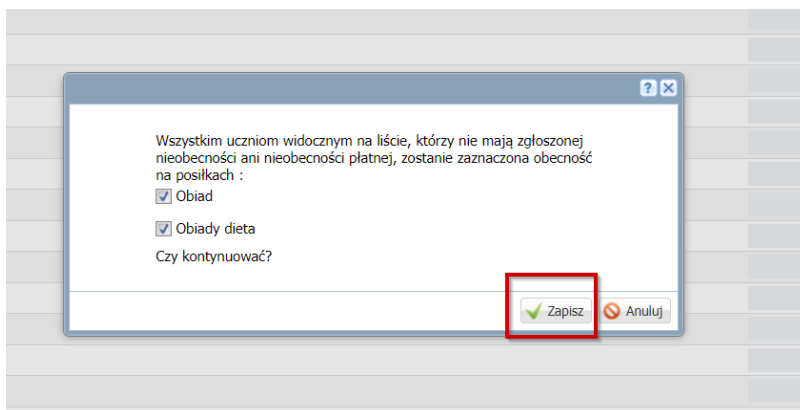 Wszystkim uczniom widocznym na liście, którzy nie mają zgłoszonej
nieobecności ani nieobecności płatnej, zostanie zaznaczona obecność
na posiłkach :
Obiad
Obiady dieta
Czy kontynuować?
Zapisz Anuluj